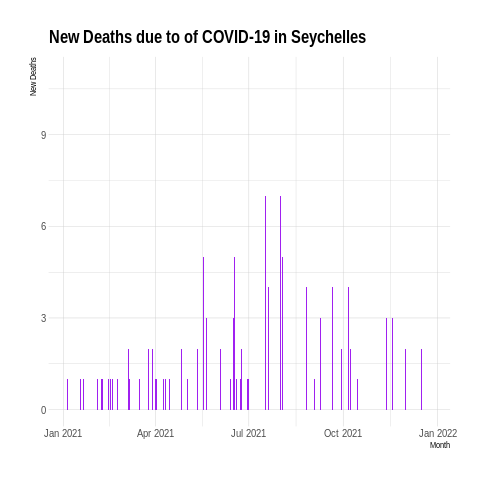 New Deaths due to of COVID-19 in Seychelles
New Deaths
9
6
3
0
Jan 2021 Apr 2021 Jul 2021 Oct 2021 Jan 2022
Month